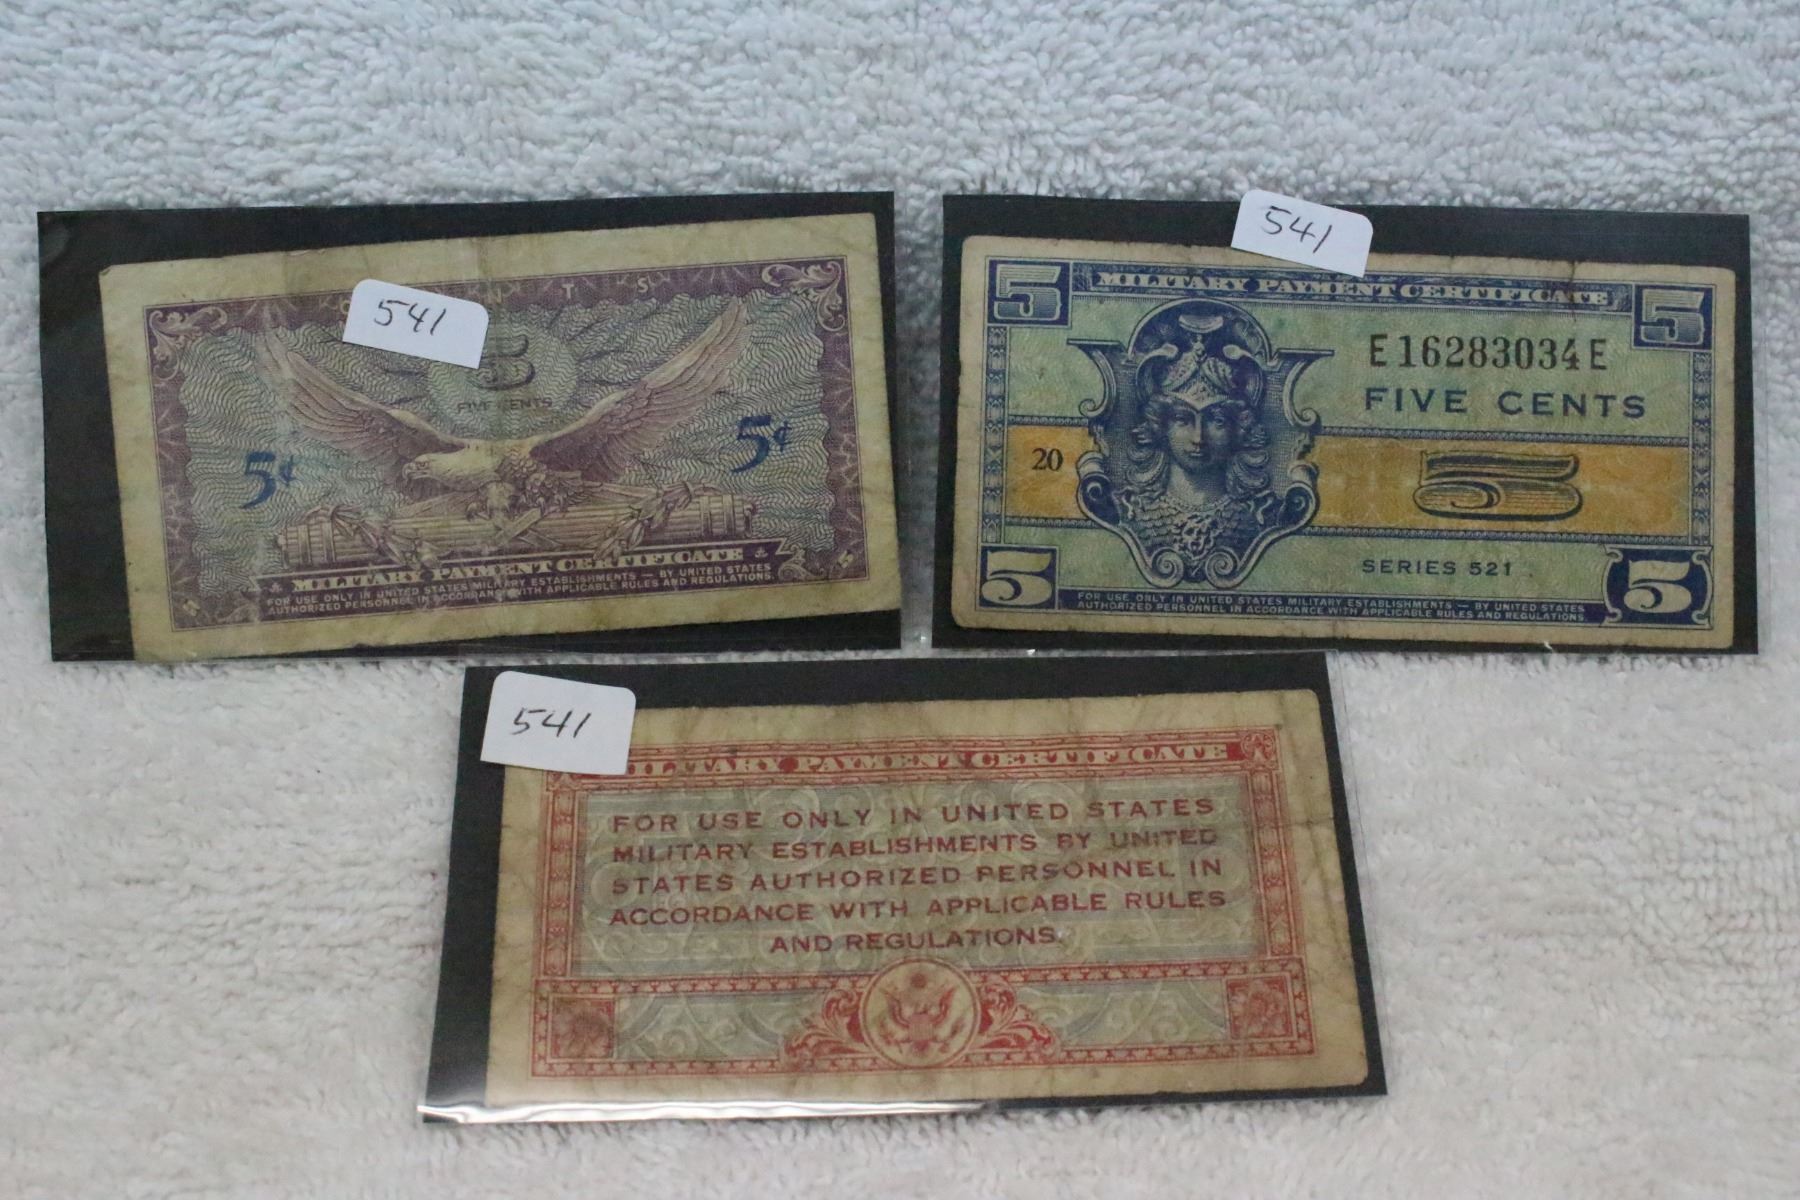 541
5
FIVE CENTS
5¢
5¢
MILITARY PAYMENT CERTIFICATE
FOR USE ONLY IN UNITED STATES MILITARY ESTABLISHMENTS — BY UNITED STATES
AUTHORIZED PERSONNEL IN ACCORDANCE WITH APPLICABLE RULES AND REGULATIONS.
541
5
MILITARY PAYMENT CERTIFICATE
5
E16283034E
FIVE CENTS
20
5
SERIES 521
5
5
FOR USE ONLY IN UNITED STATES MILITARY ESTABLISHMENTS — BY UNITED STATES
AUTHORIZED PERSONNEL IN ACCORDANCE WITH APPLICABLE RULES AND REGULATIONS.
541
MILITARY PAYMENT CERTIFICATE
FOR USE ONLY IN UNITED STATES
MILITARY ESTABLISHMENTS BY UNITED
STATES AUTHORIZED PERSONNEL IN
ACCORDANCE WITH APPLICABLE RULES
AND REGULATIONS.